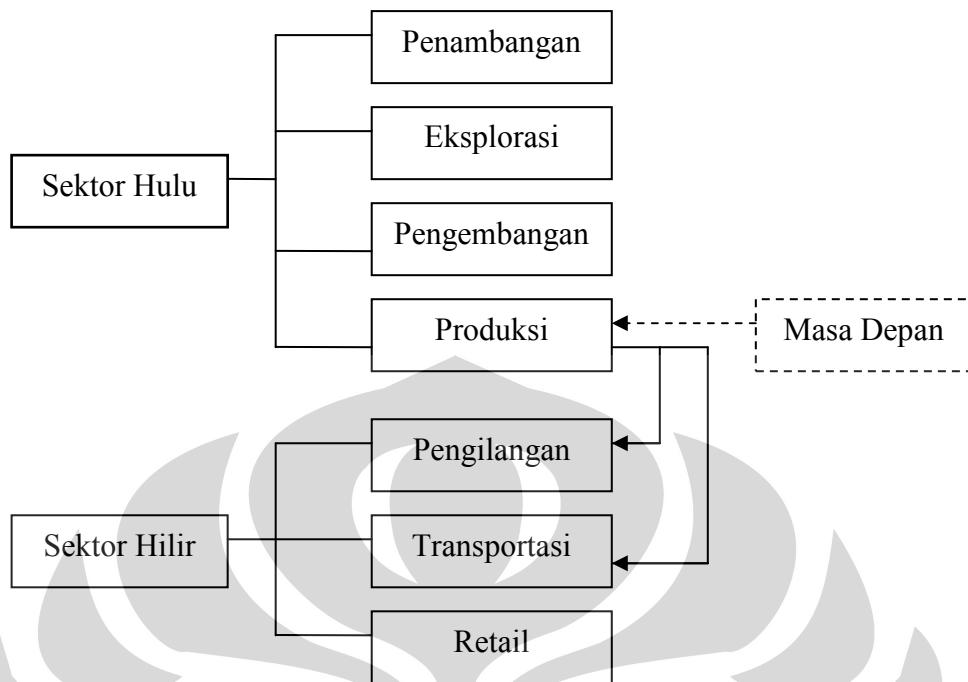 Penambangan
Eksplorasi
Sektor Hulu
Pengembangan
Produksi
Masa Depan
Pengilangan
Sektor Hilir
Transportasi
Retail